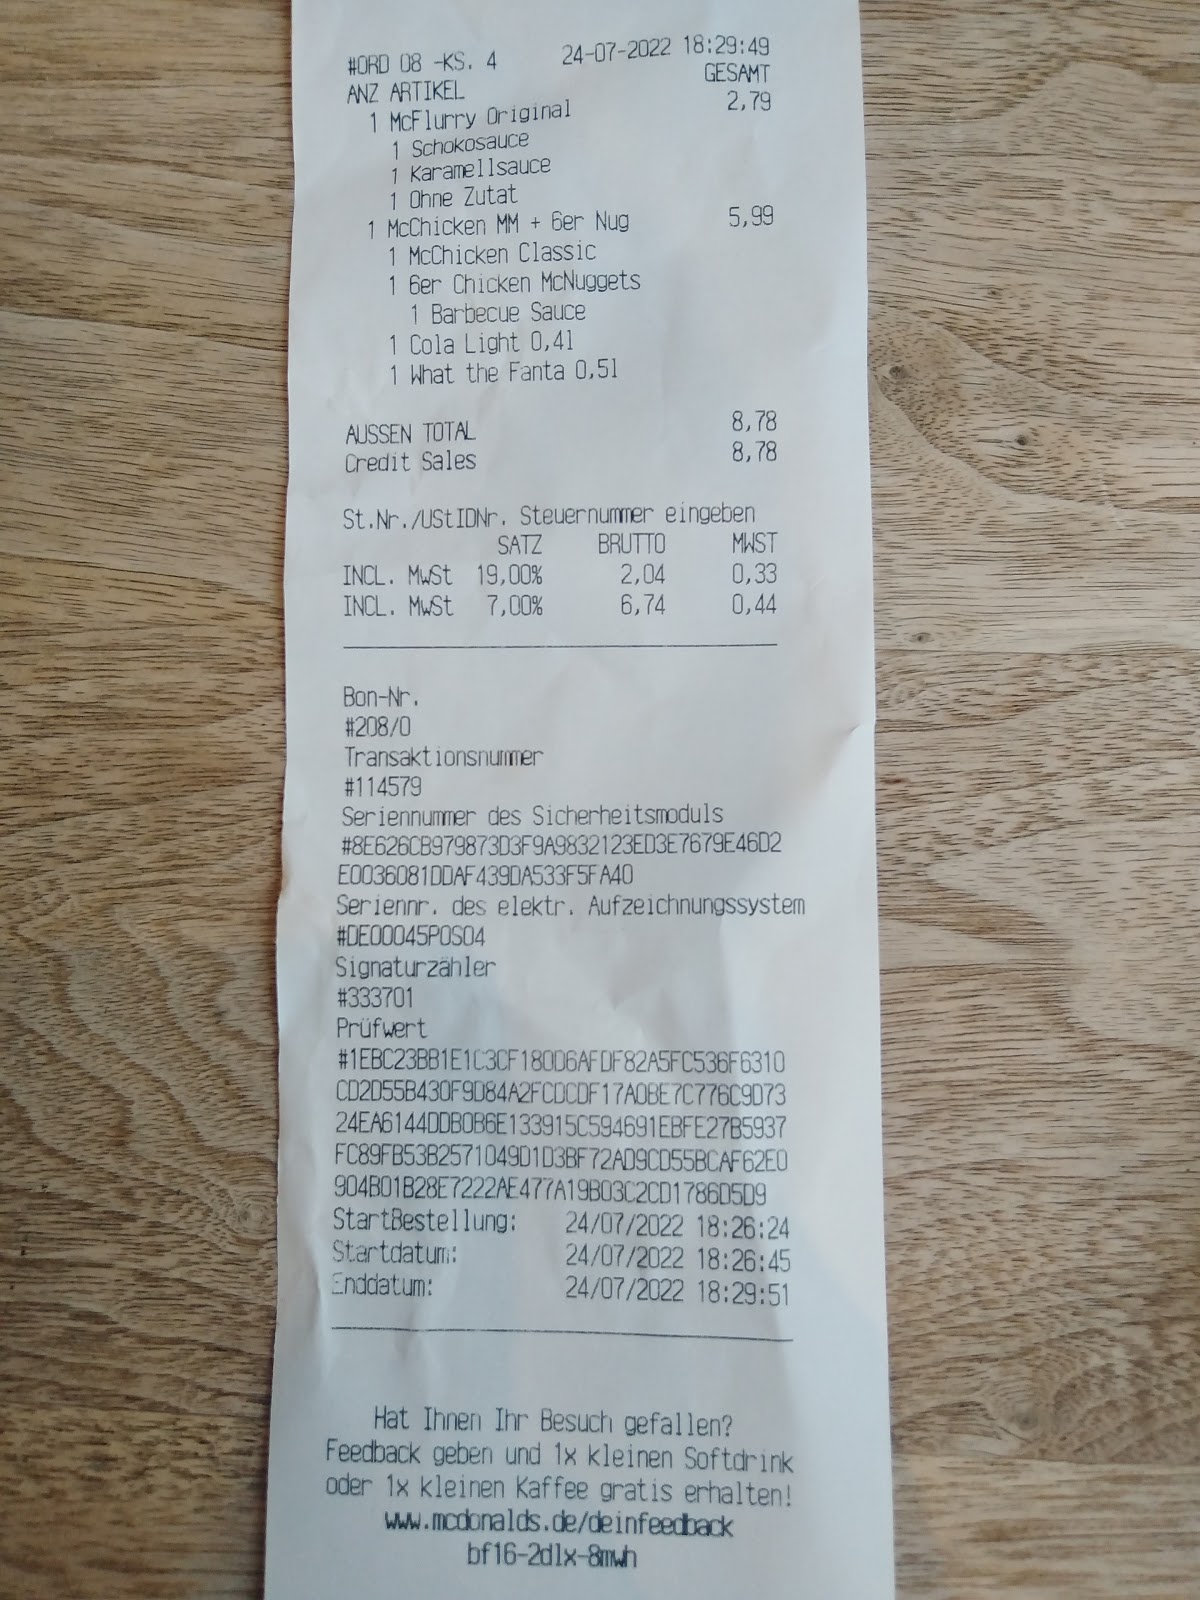 #ORD 08 -KS. 4 24-07-2022 18:29:49
ANZ ARTIKEL GESAMT
1 McFlurry Original 2,79
1 Schokosauce
1 Karamellsauce
1 Ohne Zutat
1 McChicken MM + 6er Nug 5,99
1 McChicken Classic
1 6er Chicken McNuggets
1 Barbecue Sauce
1 Cola Light 0,4l
1 What the Fanta 0,5l
AUSSEN TOTAL 8,78
Credit Sales 8,78
St.Nr./UStIDNr. Steuernummer eingeben
SATZ BRUTTO MWST
INCL. MwSt 19,00% 2,04 0,33
INCL. MwSt 7,00% 6,74 0,44
Bon-Nr.
#208/0
Transaktionsnummer
#114579
Seriennummer des Sicherheitsmoduls
#8E626CB979873D3F9A9832123ED3E7679E46D2
E0036081DDAF439DA533F5FA40
Seriennr. des elektr. Aufzeichnungssystem
#DE00045POS04
Signaturzähler
#333701
Prüfwert
#1EBC23BB1E1C3CF180D6AFDF82A5FC536F6310
CD2D55B430F9D84A2FCDCDF17A0BE7C776C9D73
24EA6144DDB0B6E133915C594691EBFE27B5937
FC89FB53B2571049D1D3BF72AD9CD55BCAF62E0
904B01B28E7222AE477A19B03C2CD1786D5D9
StartBestellung: 24/07/2022 18:26:24
Startdatum: 24/07/2022 18:26:45
Enddatum: 24/07/2022 18:29:51
Hat Ihnen Ihr Besuch gefallen?
Feedback geben und 1x kleinen Softdrink
oder 1x kleinen Kaffee gratis erhalten!
www.mcdonalds.de/deinfeedback
bf16-2dlx-8mwh